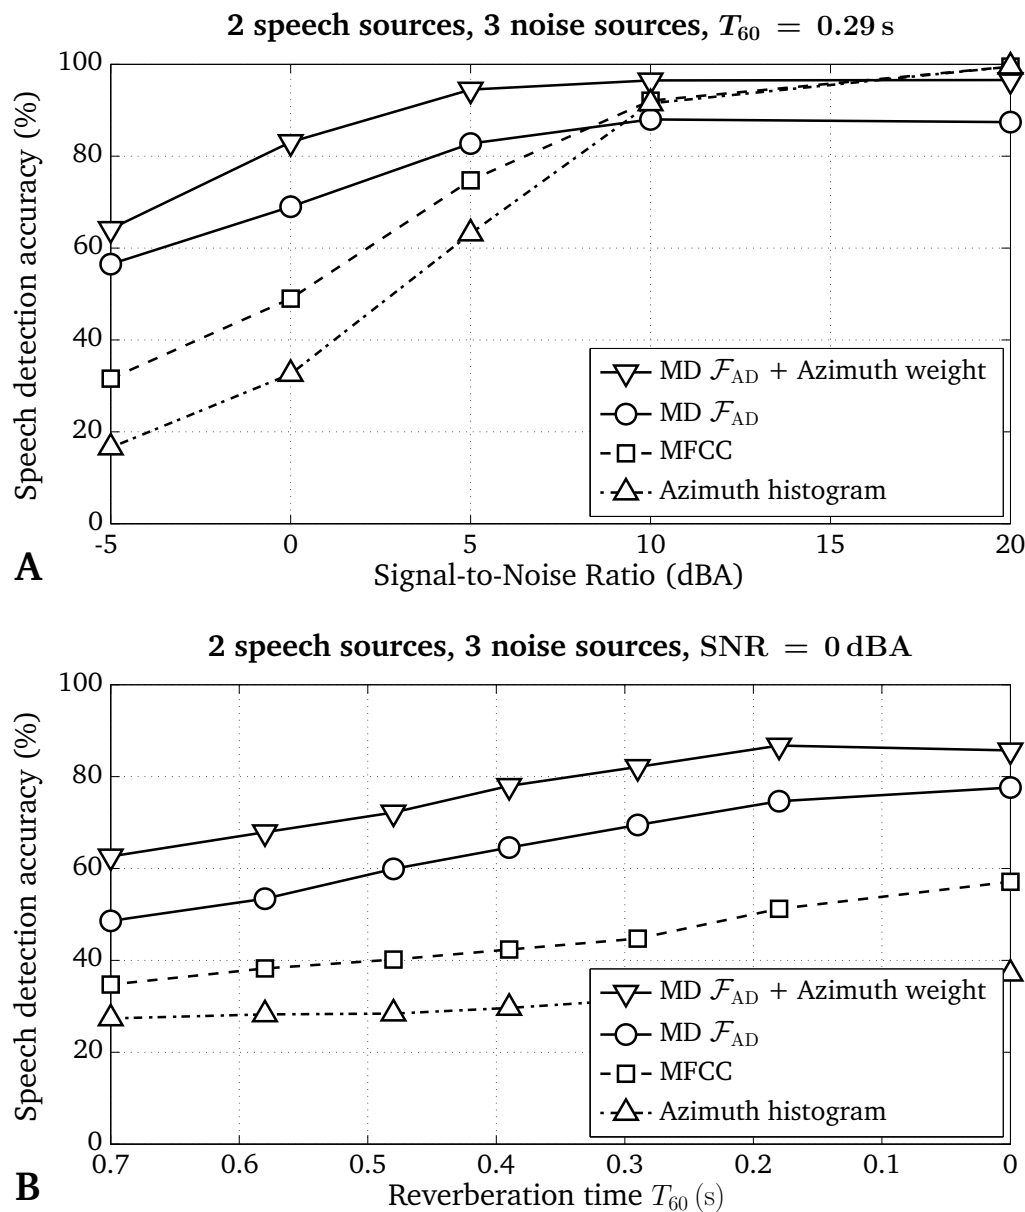 2 speech sources, 3 noise sources, T60 = 0.29 s
Speech detection accuracy (%)
100
80
60
40
20
0
-5
0
5
10
15
20
Signal-to-Noise Ratio (dBA)
MD FAD + Azimuth weight
MD FAD
MFCC
Azimuth histogram
A
2 speech sources, 3 noise sources, SNR = 0 dBA
Speech detection accuracy (%)
100
80
60
40
20
0
0.7
0.6
0.5
0.4
0.3
0.2
0.1
0
Reverberation time T60 (s)
MD FAD + Azimuth weight
MD FAD
MFCC
Azimuth histogram
B